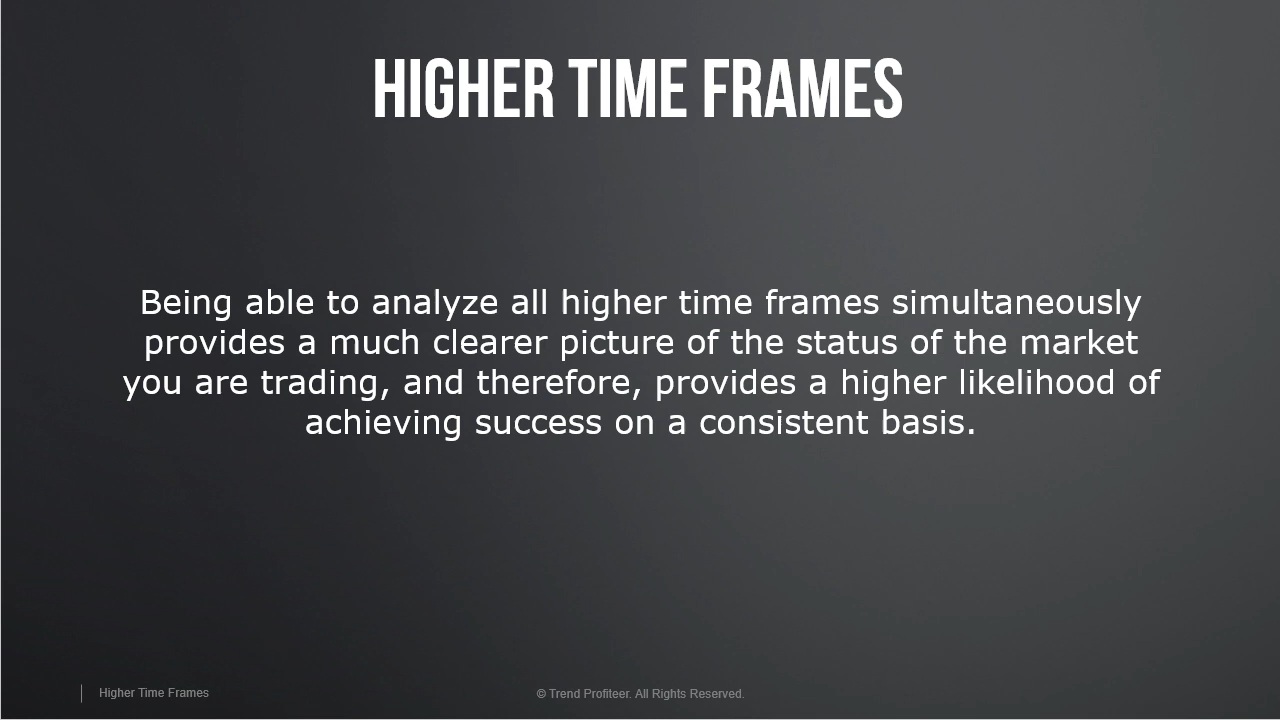 HIGHER TIME FRAMES
Being able to analyze all higher time frames simultaneously
provides a much clearer picture of the status of the market
you are trading, and therefore, provides a higher likelihood of
achieving success on a consistent basis.
Higher Time Frames
© Trend Profiteer. All Rights Reserved.